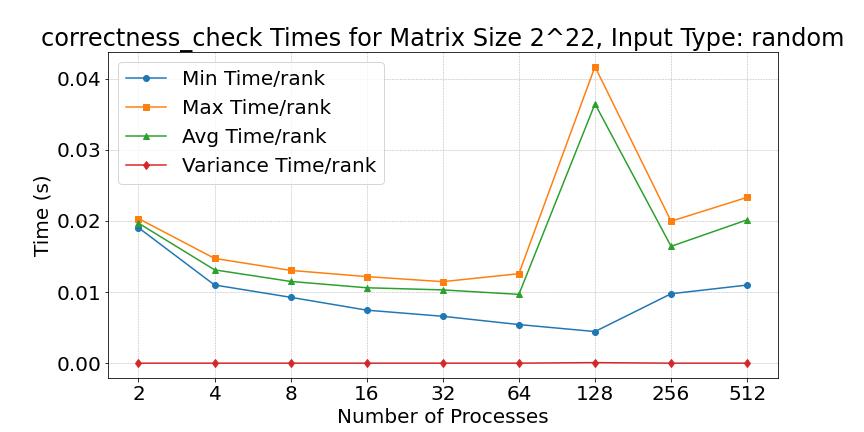 correctness_check Times for Matrix Size 2^22, Input Type: random
Min Time/rank
Max Time/rank
Avg Time/rank
Variance Time/rank
Time (s)
0.04
0.03
0.02
0.01
0.00
2 4 8 16 32 64 128 256 512
Number of Processes